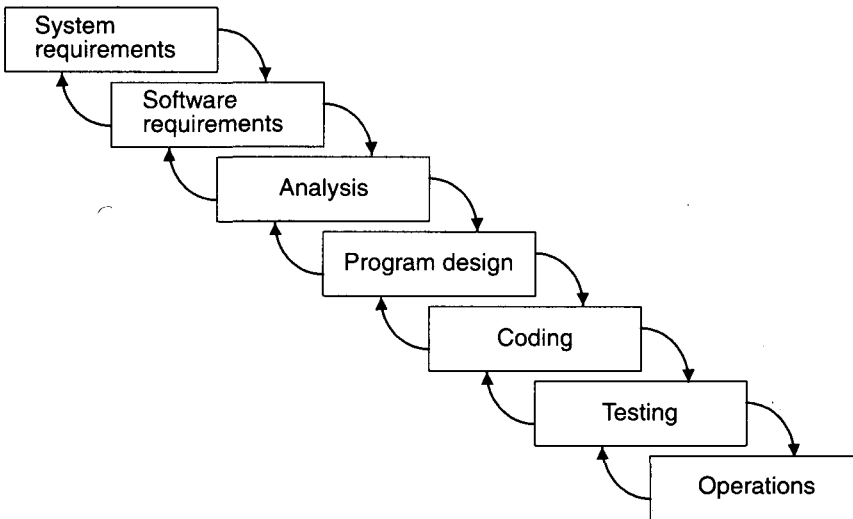 System
requirements
Software
requirements
Analysis
Program design
Coding
Testing
Operations